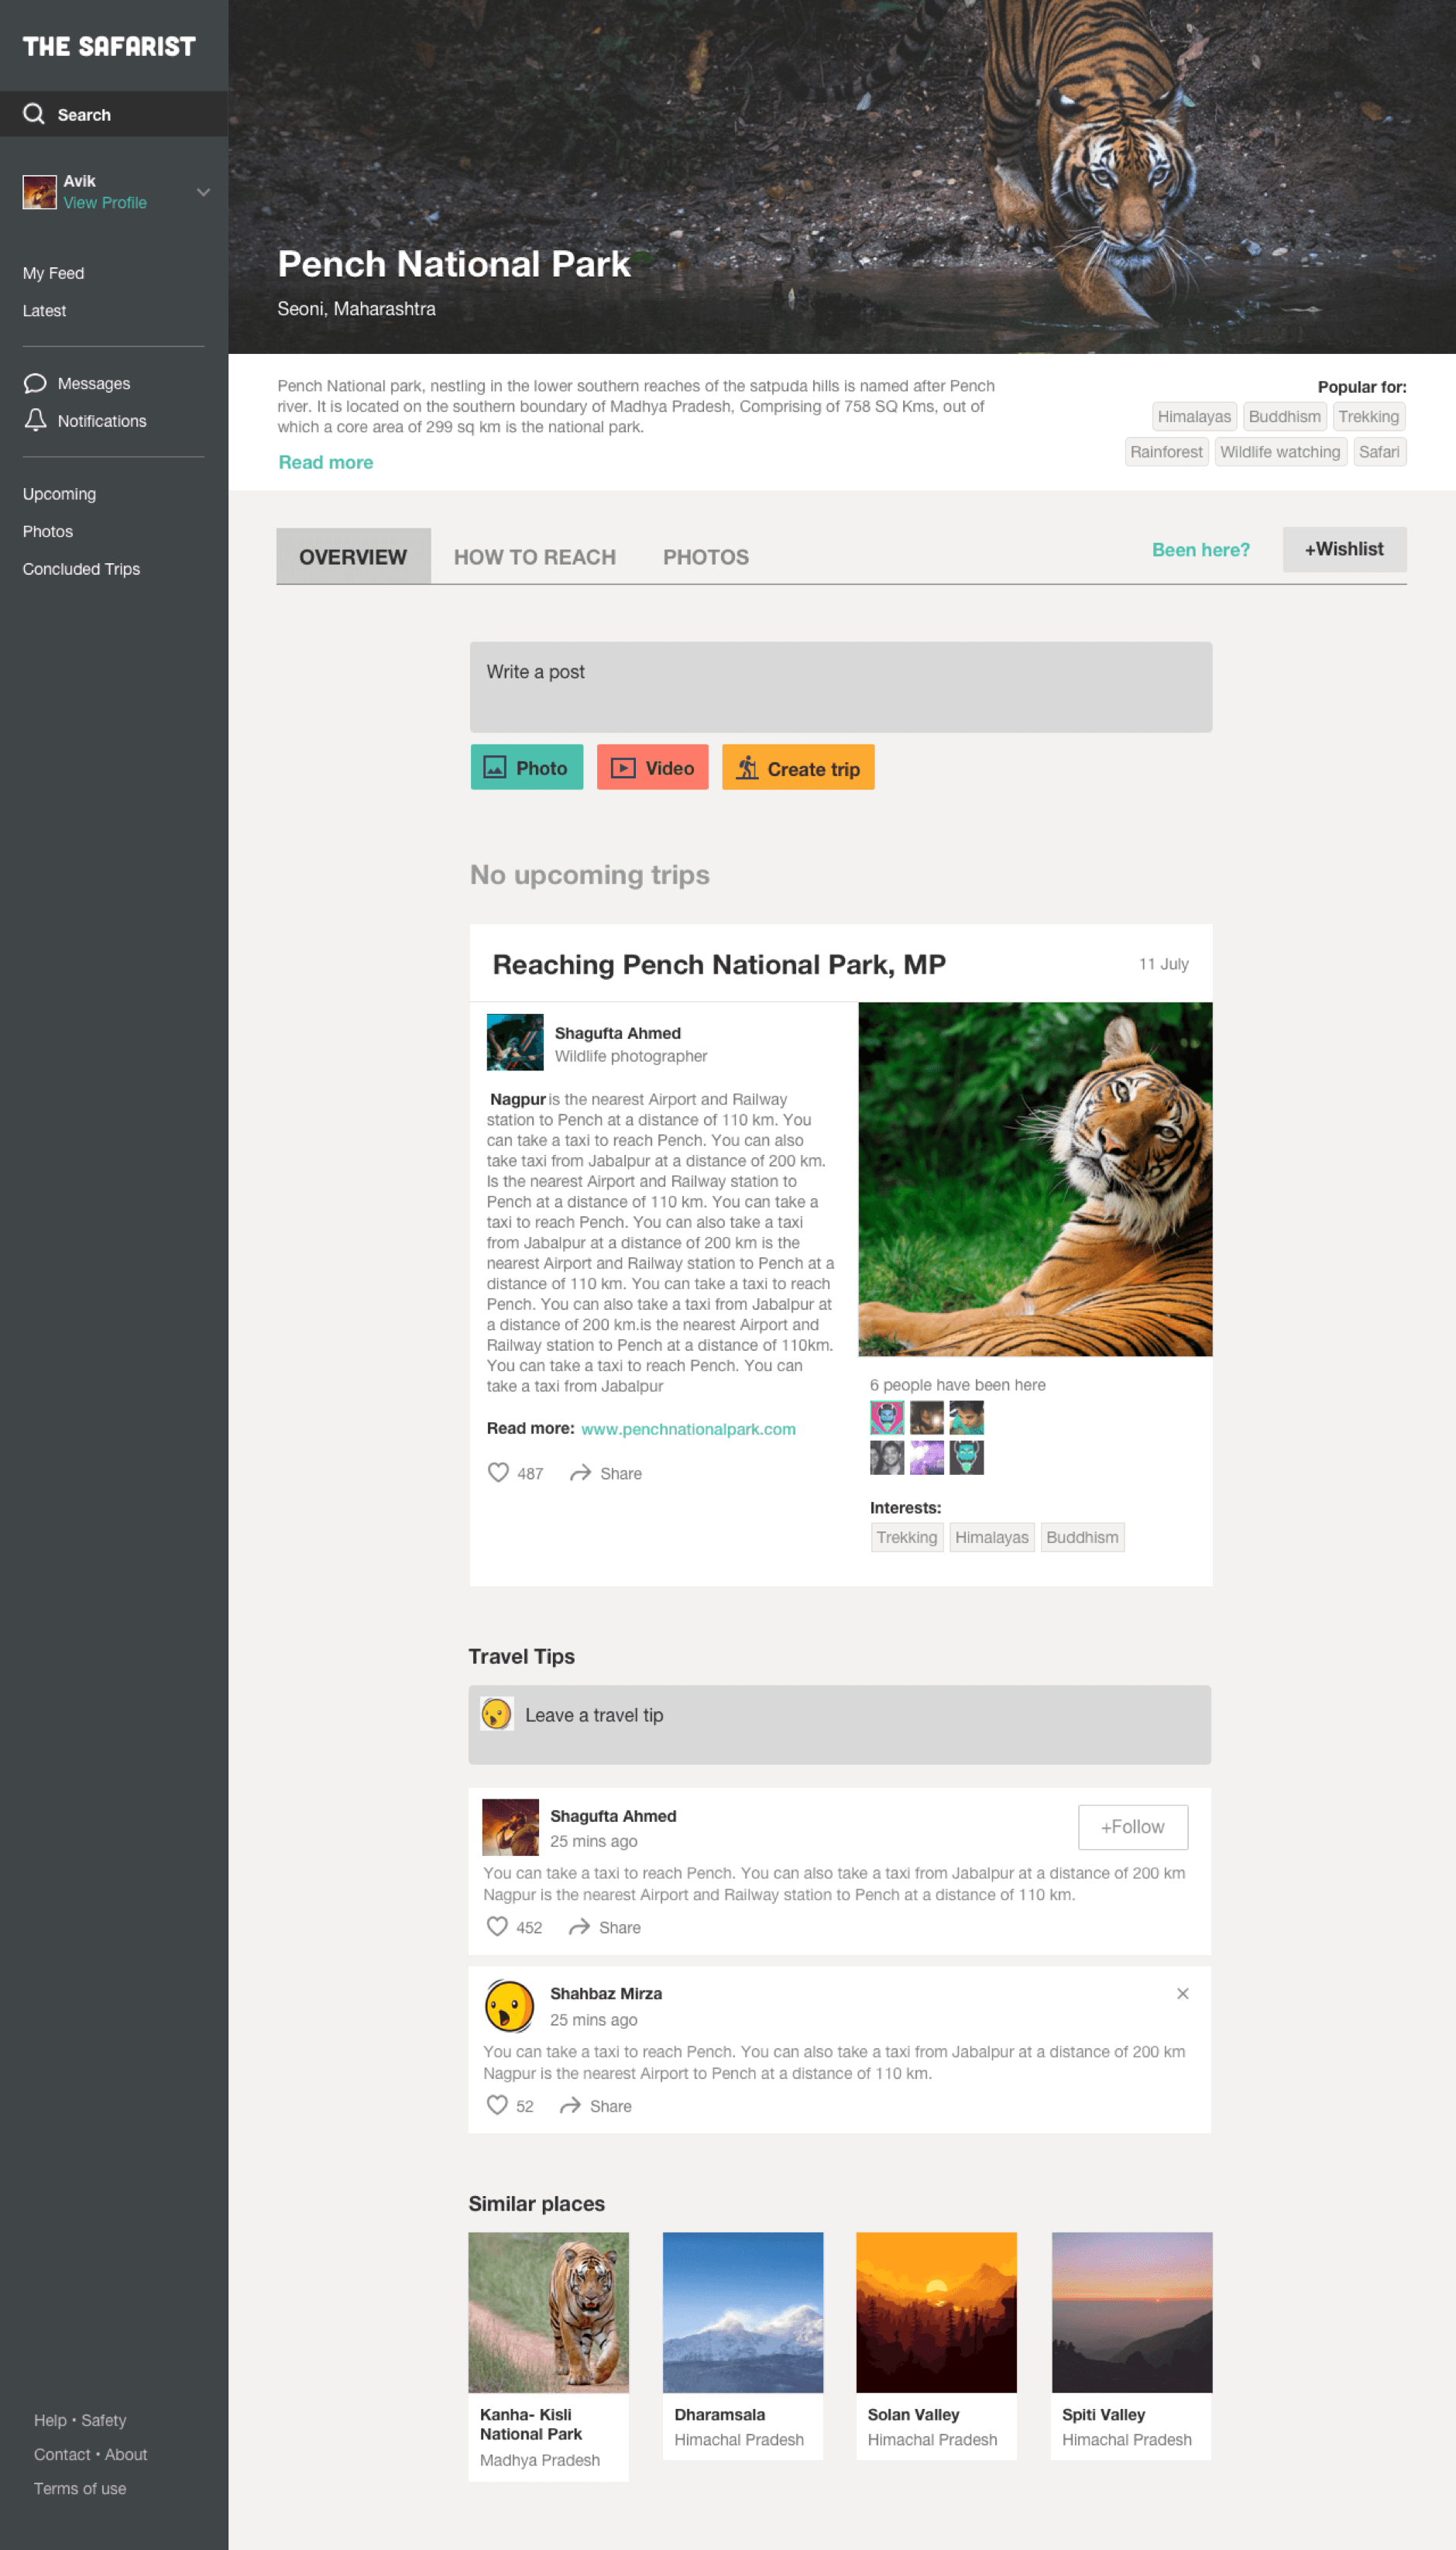 THE SAFARIST
Search
Avik
View Profile
My Feed
Latest
Messages
Notifications
Upcoming
Photos
Concluded Trips
Help • Safety
Contact • About
Terms of use
Pench National Park
Seoni, Maharashtra
Pench National park, nestling in the lower southern reaches of the satpuda hills is named after Pench
river. It is located on the southern boundary of Madhya Pradesh, Comprising of 758 SQ Kms, out of
which a core area of 299 sq km is the national park.
Read more
Popular for:
Himalayas Buddhism Trekking
Rainforest Wildlife watching Safari
OVERVIEW HOW TO REACH PHOTOS Been here? +Wishlist
Write a post
Photo Video Create trip
No upcoming trips
Reaching Pench National Park, MP 11 July
Shagufta Ahmed
Wildlife photographer
Nagpur is the nearest Airport and Railway
station to Pench at a distance of 110 km. You
can take a taxi to reach Pench. You can also
take taxi from Jabalpur at a distance of 200 km.
Is the nearest Airport and Railway station to
Pench at a distance of 110 km. You can take a
taxi to reach Pench. You can also take a taxi
from Jabalpur at a distance of 200 km is the
nearest Airport and Railway station to Pench at a
distance of 110 km. You can take a taxi to reach
Pench. You can also take a taxi from Jabalpur at
a distance of 200 km.is the nearest Airport and
Railway station to Pench at a distance of 110km.
You can take a taxi to reach Pench. You can
take a taxi from Jabalpur
Read more: www.penchnationalpark.com
487 Share
6 people have been here
Interests:
Trekking Himalayas Buddhism
Travel Tips
Leave a travel tip
Shagufta Ahmed
25 mins ago
+Follow
You can take a taxi to reach Pench. You can also take a taxi from Jabalpur at a distance of 200 km
Nagpur is the nearest Airport and Railway station to Pench at a distance of 110 km.
452 Share
Shahbaz Mirza
25 mins ago
You can take a taxi to reach Pench. You can also take a taxi from Jabalpur at a distance of 200 km
Nagpur is the nearest Airport to Pench at a distance of 110 km.
52 Share
Similar places
Kanha- Kisli
National Park
Madhya Pradesh
Dharamsala
Himachal Pradesh
Solan Valley
Himachal Pradesh
Spiti Valley
Himachal Pradesh